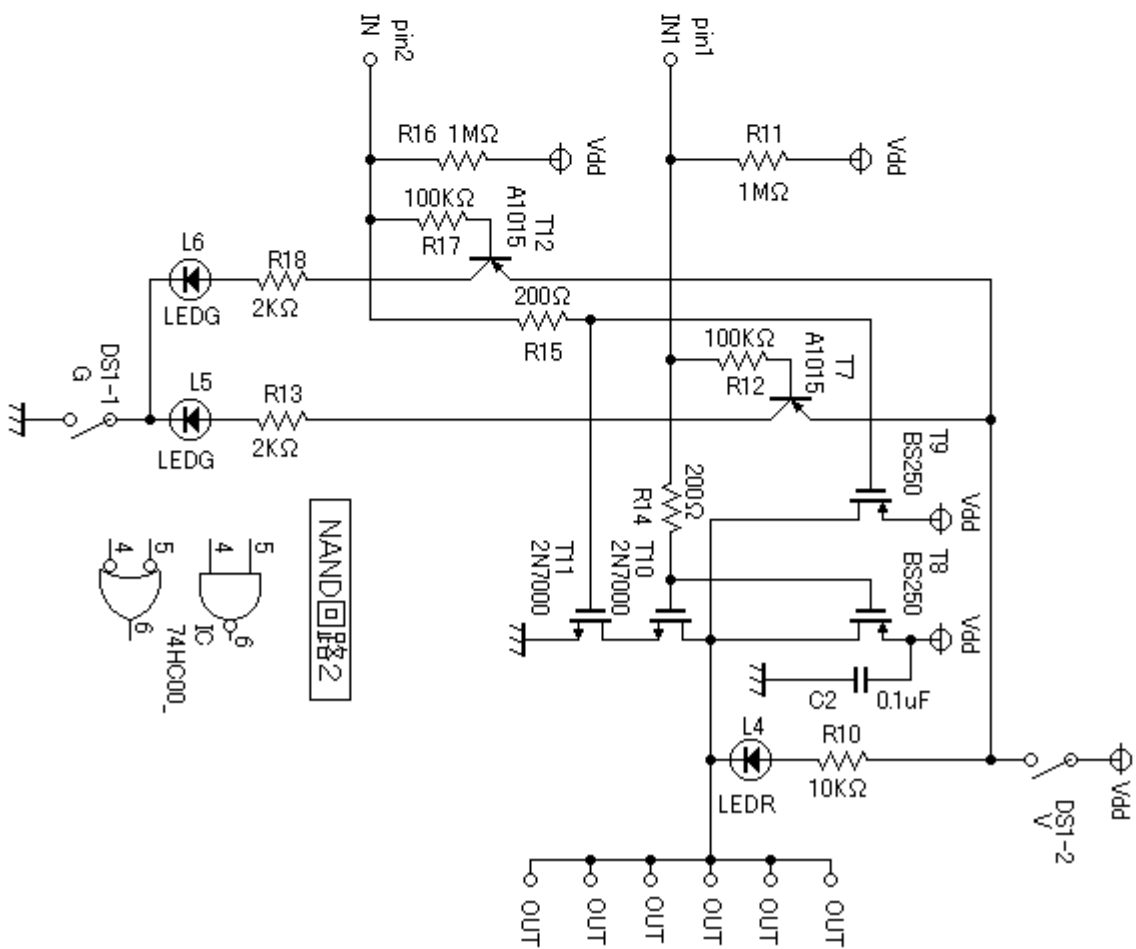 pin2
IN
pin1
IN1
R16 1MΩ
Vdd
R11
1MΩ
Vdd
100KΩ
R17
T12
A1015
L6
LEDG
R18
2KΩ
200Ω
R15
100KΩ
R12
T7
A1015
DS1-1
G
L5
LEDG
R13
2KΩ
T9
BS250
Vdd
200Ω
R14
T11
2N7000
T10
2N7000
T8
BS250
Vdd
C2
0.1uF
NAND回路2
4
5
6
4
5
6
IC
74HC00_
L4
LEDR
R10
10KΩ
Vdd
DS1-2
V
OUT
OUT
OUT
OUT
OUT
OUT